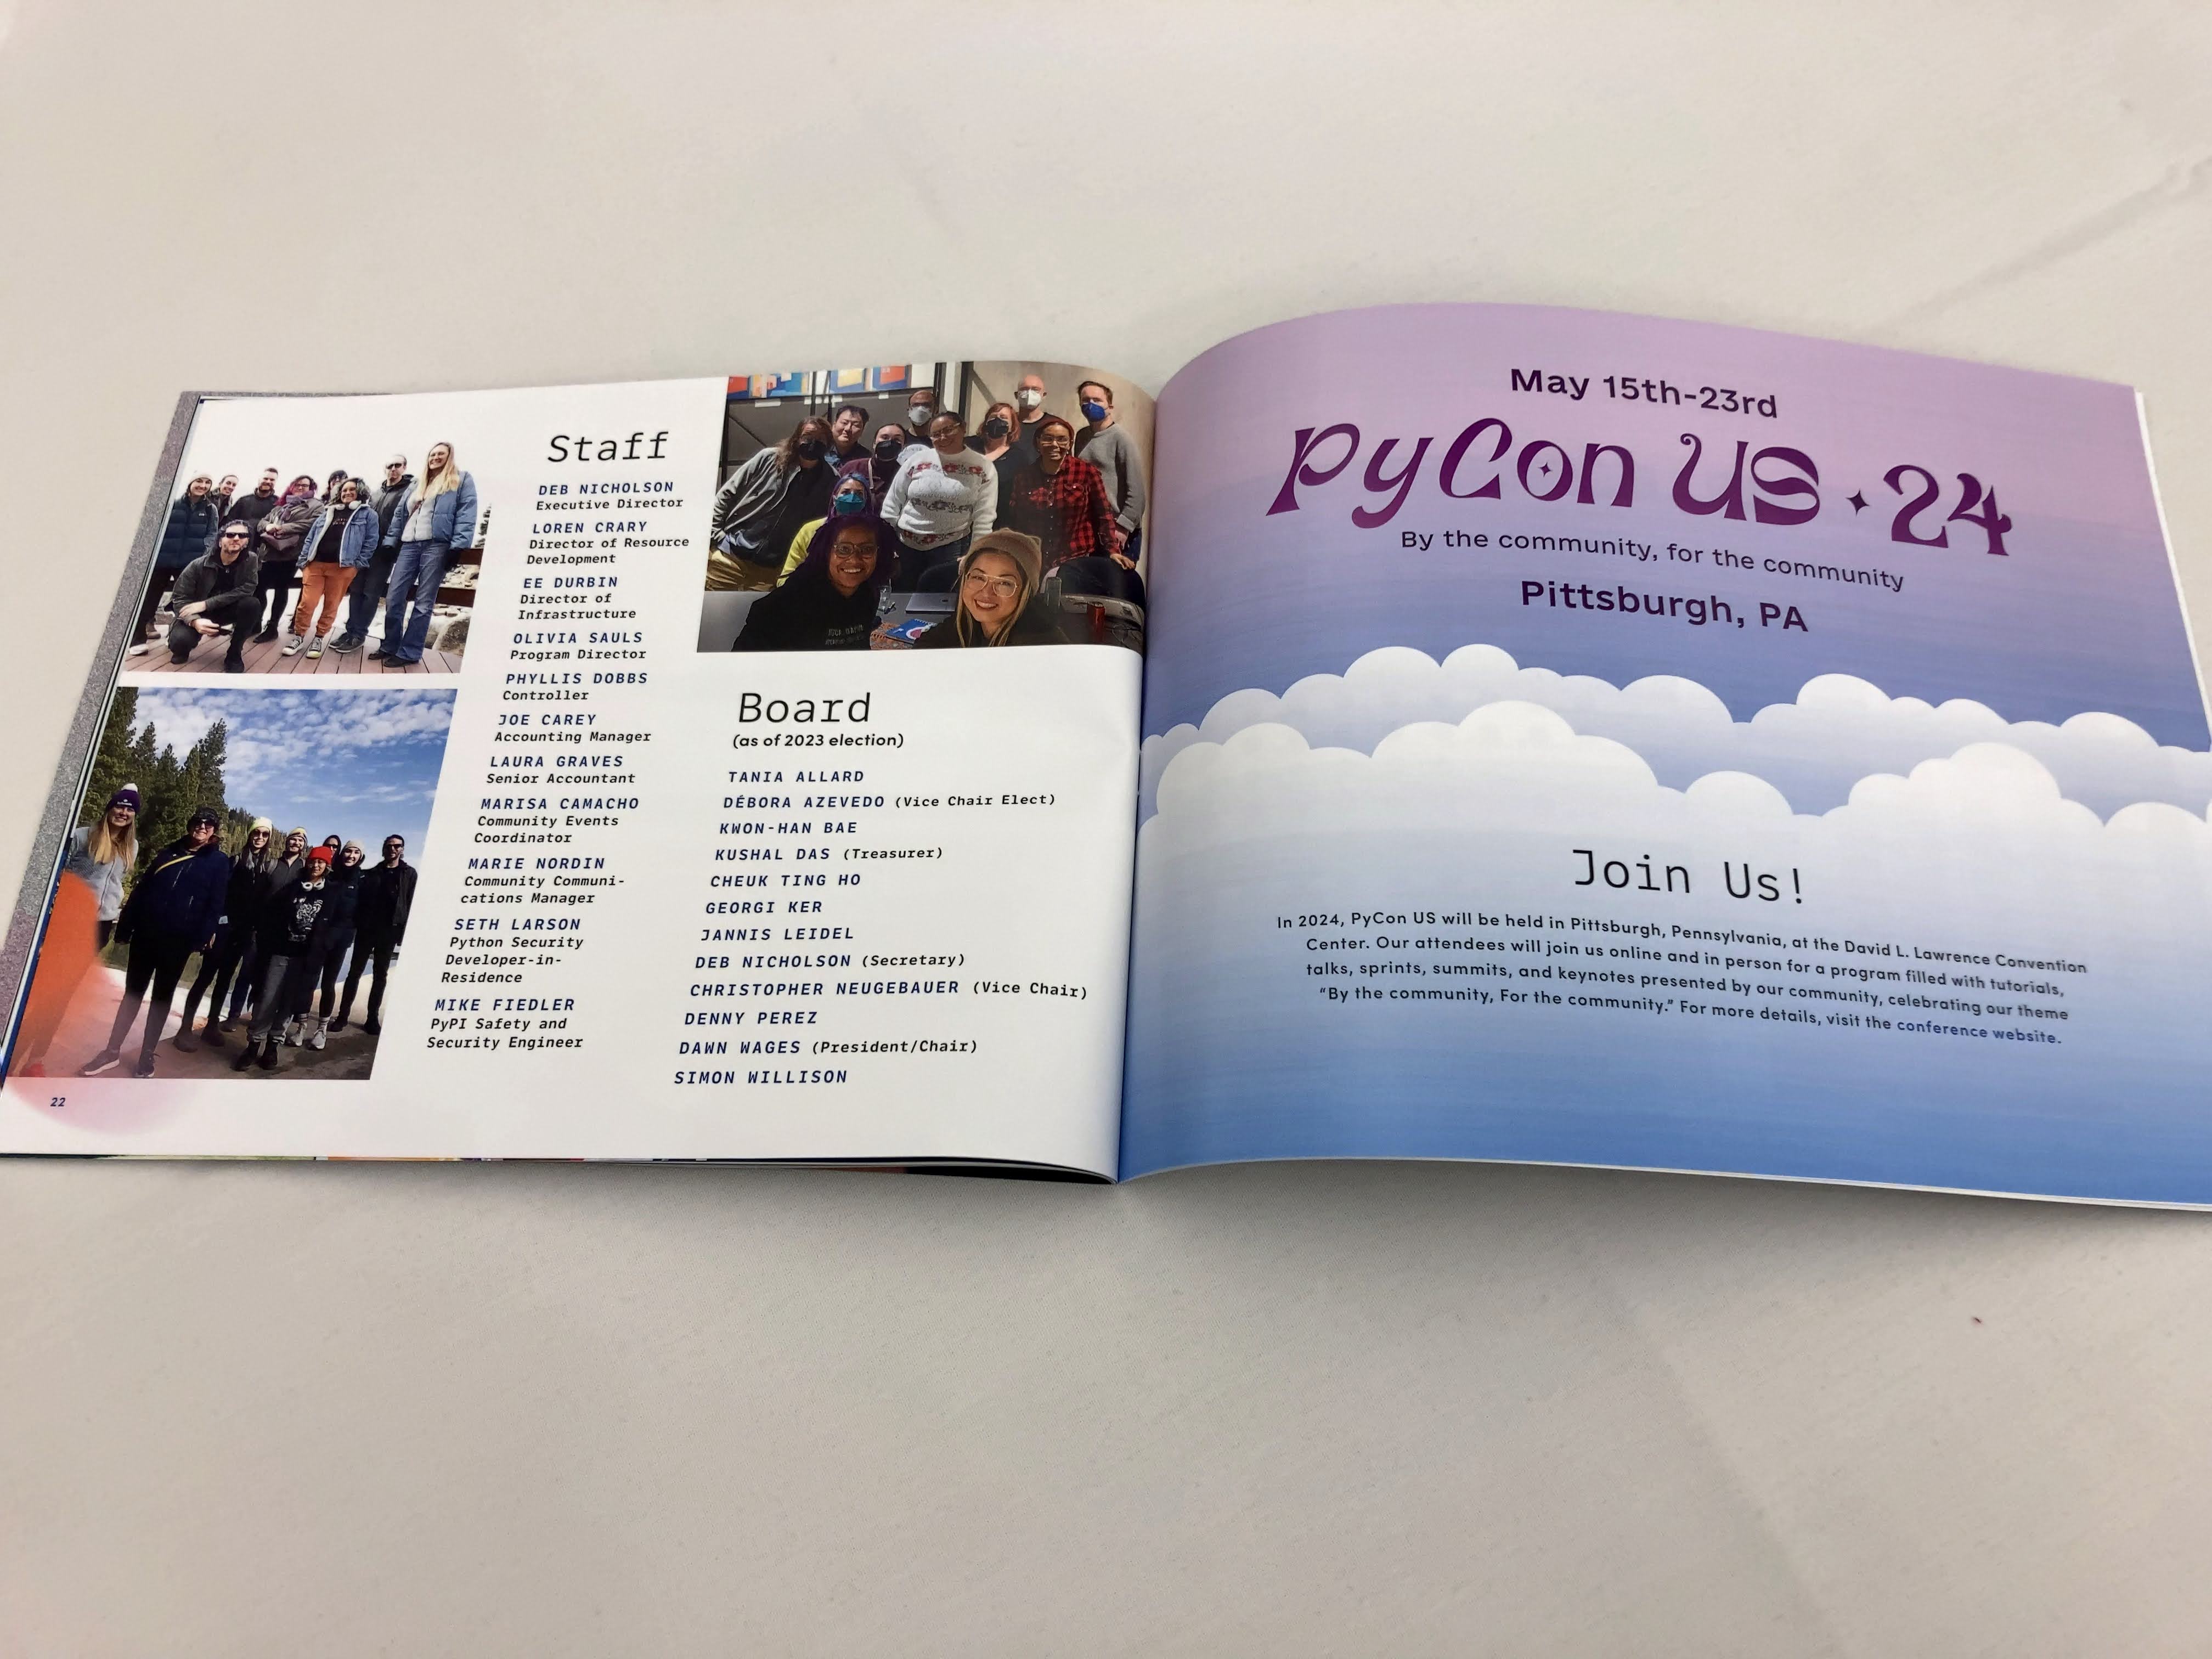 Staff
DEB NICHOLSON
Executive Director
LOREN CRARY
Director of Resource
Development
EE DURBIN
Director of
Infrastructure
OLIVIA SAULS
Program Director
PHYLLIS DOBBS
Controller
JOE CAREY
Accounting Manager
LAURA GRAVES
Senior Accountant
MARISA CAMACHO
Community Events
Coordinator
MARIE NORDIN
Community Communi-
cations Manager
SETH LARSON
Python Security
Developer-in-
Residence
MIKE FIEDLER
PyPI Safety and
Security Engineer
22
Board
(as of 2023 election)
TANIA ALLARD
DÉBORA AZEVEDO (Vice Chair Elect)
KWON-HAN BAE
KUSHAL DAS (Treasurer)
CHEUK TING HO
GEORGI KER
JANNIS LEIDEL
DEB NICHOLSON (Secretary)
CHRISTOPHER NEUGEBAUER (Vice Chair)
DENNY PEREZ
DAWN WAGES (President/Chair)
SIMON WILLISON
May 15th-23rd
PyCon US 24
By the community, for the community
Pittsburgh, PA
Join Us!
In 2024, PyCon US will be held in Pittsburgh, Pennsylvania, at the David L. Lawrence Convention
Center. Our attendees will join us online and in person for a program filled with tutorials,
talks, sprints, summits, and keynotes presented by our community, celebrating our theme
“By the community, For the community.” For more details, visit the conference website.